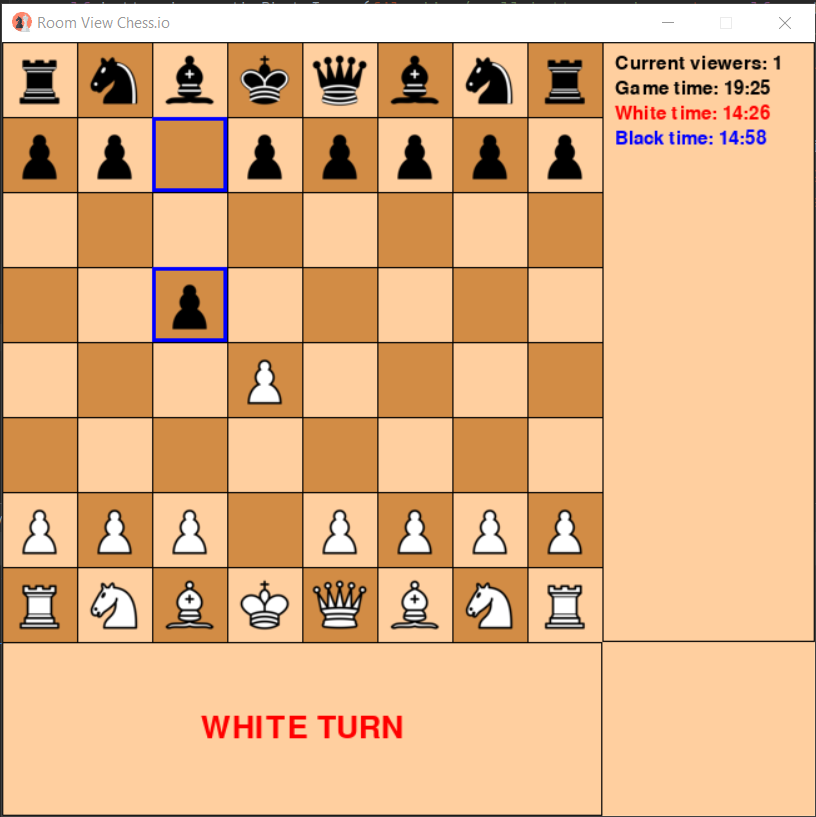 Room View Chess.io
Current viewers: 1
Game time: 19:25
White time: 14:26
Black time: 14:58
WHITE TURN